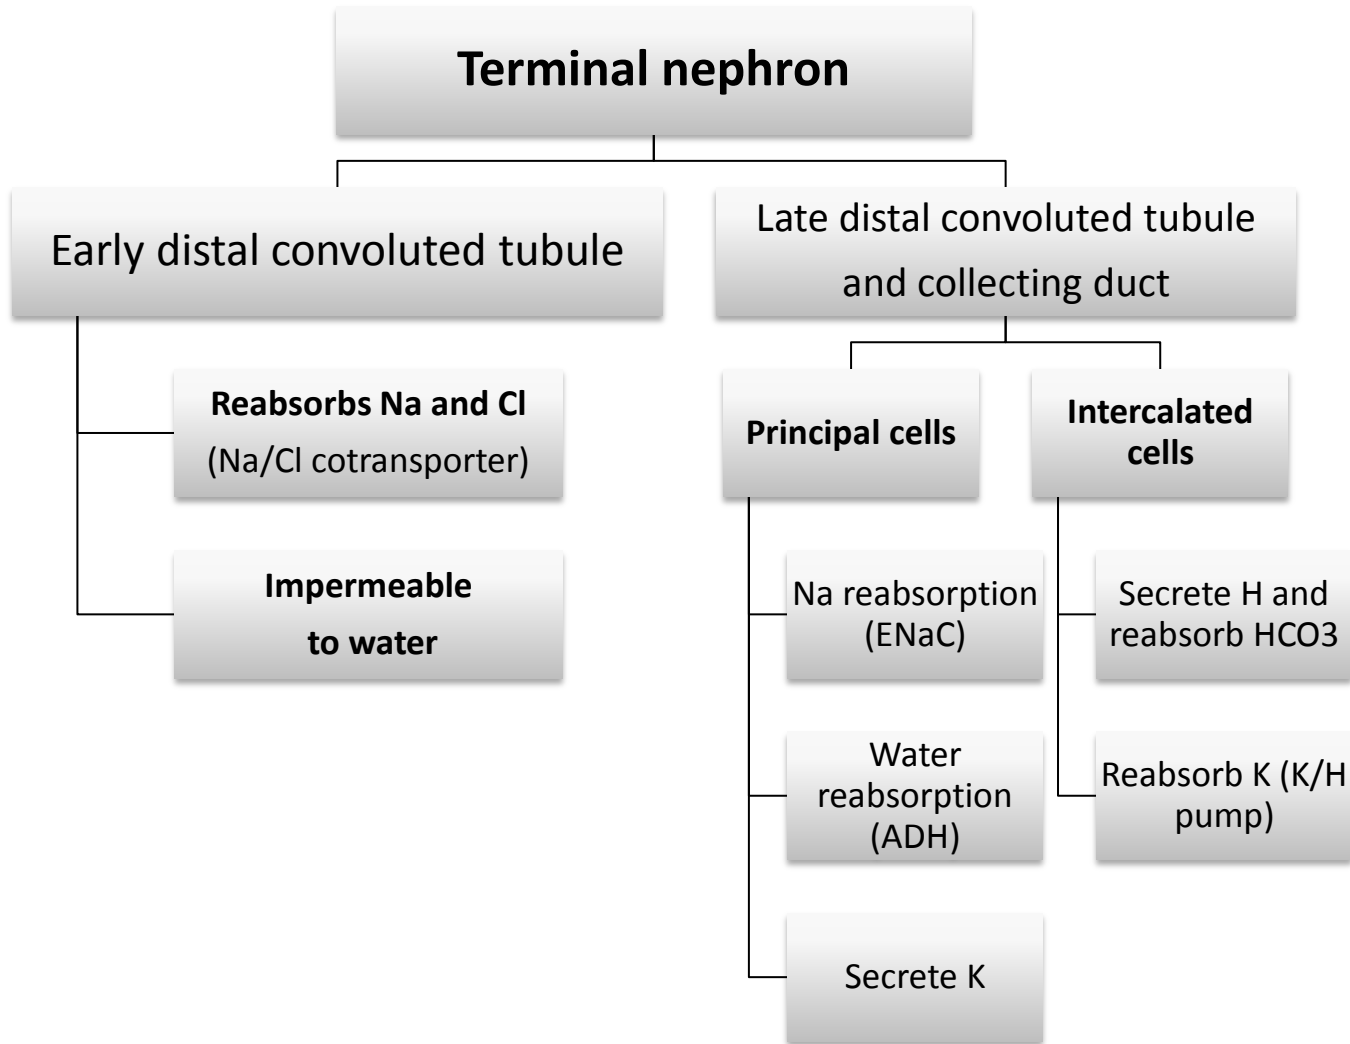 Terminal nephron
Early distal convoluted tubule
Late distal convoluted tubule
and collecting duct
Reabsorbs Na and Cl
(Na/Cl cotransporter)
Impermeable
to water
Principal cells
Intercalated
cells
Na reabsorption
(ENaC)
Water
reabsorption
(ADH)
Secrete K
Secrete H and
reabsorb HCO3
Reabsorb K (K/H
pump)